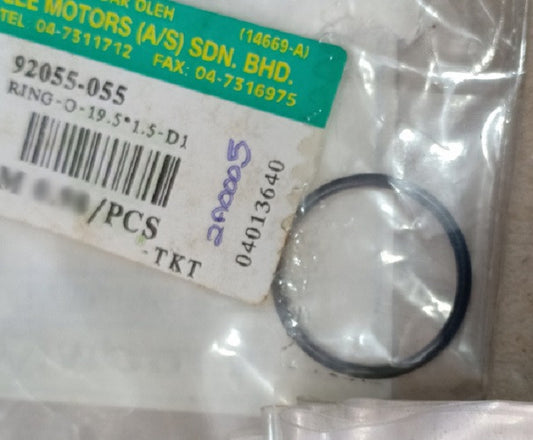 OLEH
(14669-A)
MOTORS (A/S) SDN. BHD.
TEL 04-7311712 FAX: 04-7316975
92055-055
RING-O-19.5*1.5-D1
M /PCS
-TKT
2A0005
04013640